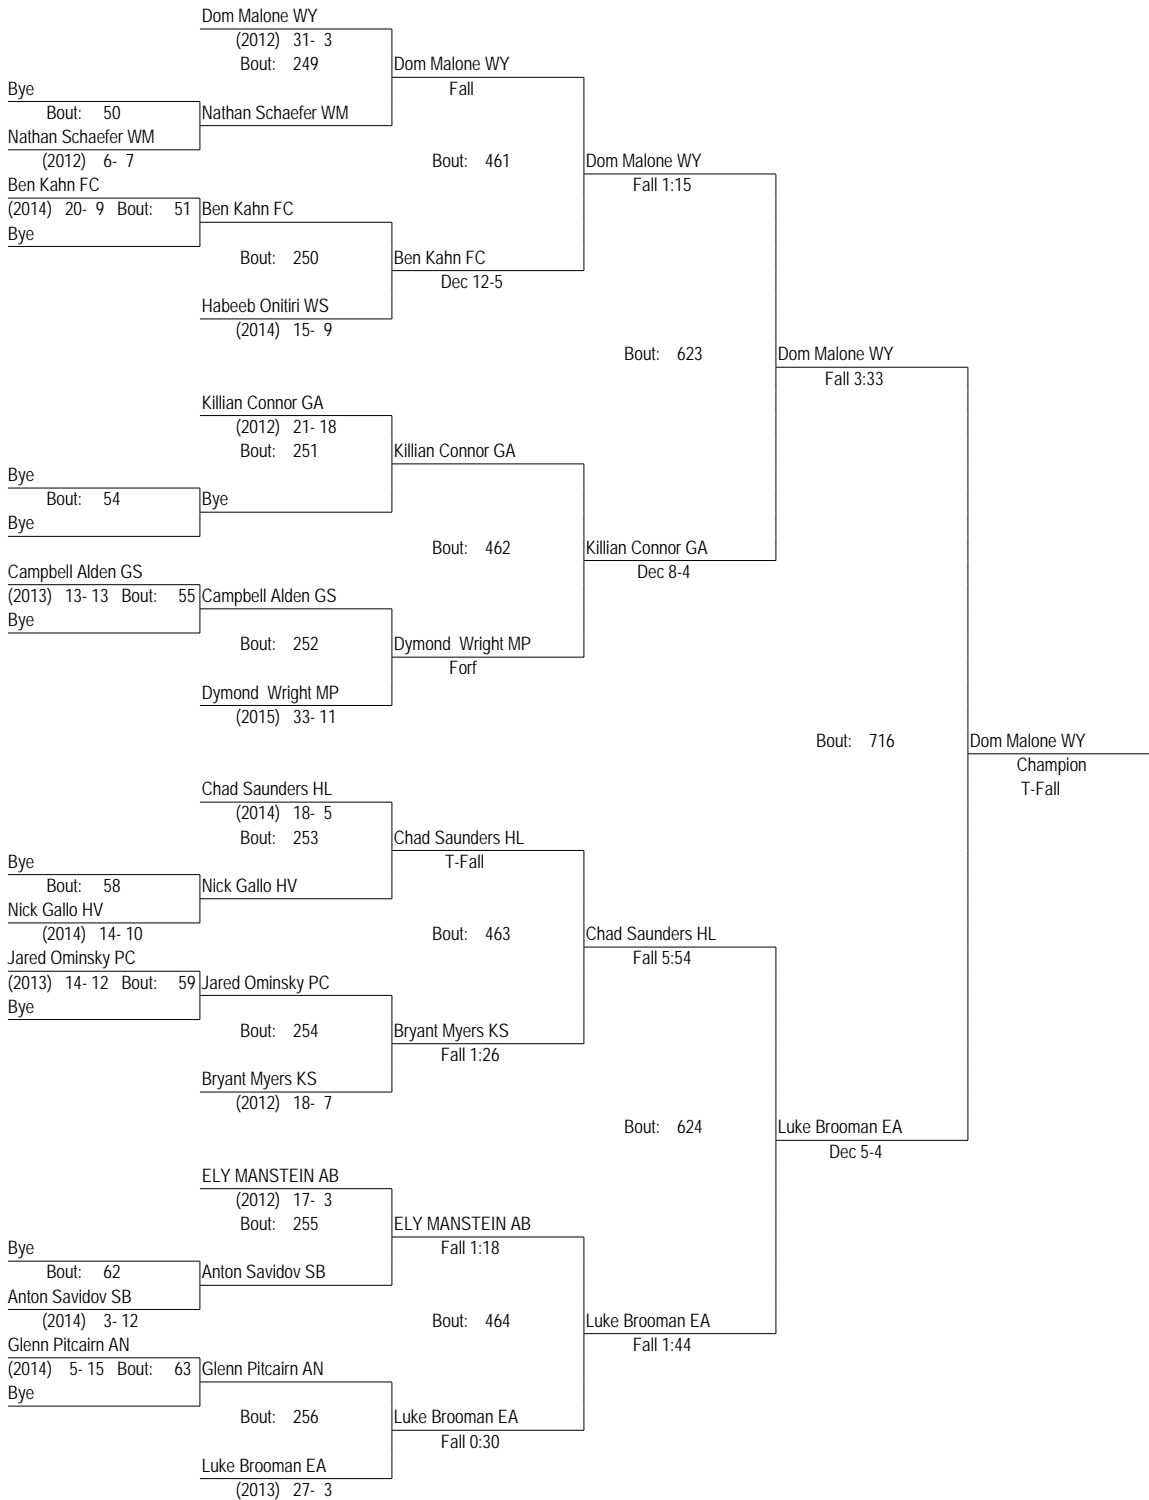 Dom Malone WY
(2012) 31- 3
Bout: 249
Dom Malone WY
Fall
Bye
Bout: 50
Nathan Schaefer WM
Nathan Schaefer WM
(2012) 6- 7
Bout: 461
Dom Malone WY
Fall 1:15
Ben Kahn FC
(2014) 20- 9 Bout: 51
Ben Kahn FC
Bye
Bout: 250
Ben Kahn FC
Dec 12-5
Habeeb Onitiri WS
(2014) 15- 9
Bout: 623
Dom Malone WY
Fall 3:33
Killian Connor GA
(2012) 21- 18
Bout: 251
Killian Connor GA
Bye
Bout: 54
Bye
Bye
Bout: 462
Killian Connor GA
Dec 8-4
Campbell Alden GS
(2013) 13- 13 Bout: 55
Campbell Alden GS
Bye
Bout: 252
Dymond Wright MP
Forf
Dymond Wright MP
(2015) 33- 11
Bout: 716
Dom Malone WY
Champion
T-Fall
Chad Saunders HL
(2014) 18- 5
Bout: 253
Chad Saunders HL
T-Fall
Bye
Bout: 58
Nick Gallo HV
Nick Gallo HV
(2014) 14- 10
Bout: 463
Chad Saunders HL
Fall 5:54
Jared Ominsky PC
(2013) 14- 12 Bout: 59
Jared Ominsky PC
Bye
Bout: 254
Bryant Myers KS
Fall 1:26
Bryant Myers KS
(2012) 18- 7
Bout: 624
Luke Brooman EA
Dec 5-4
ELY MANSTEIN AB
(2012) 17- 3
Bout: 255
ELY MANSTEIN AB
Fall 1:18
Bye
Bout: 62
Anton Savidov SB
Anton Savidov SB
(2014) 3- 12
Bout: 464
Luke Brooman EA
Fall 1:44
Glenn Pitcairn AN
(2014) 5- 15 Bout: 63
Glenn Pitcairn AN
Bye
Bout: 256
Luke Brooman EA
Fall 0:30
Luke Brooman EA
(2013) 27- 3